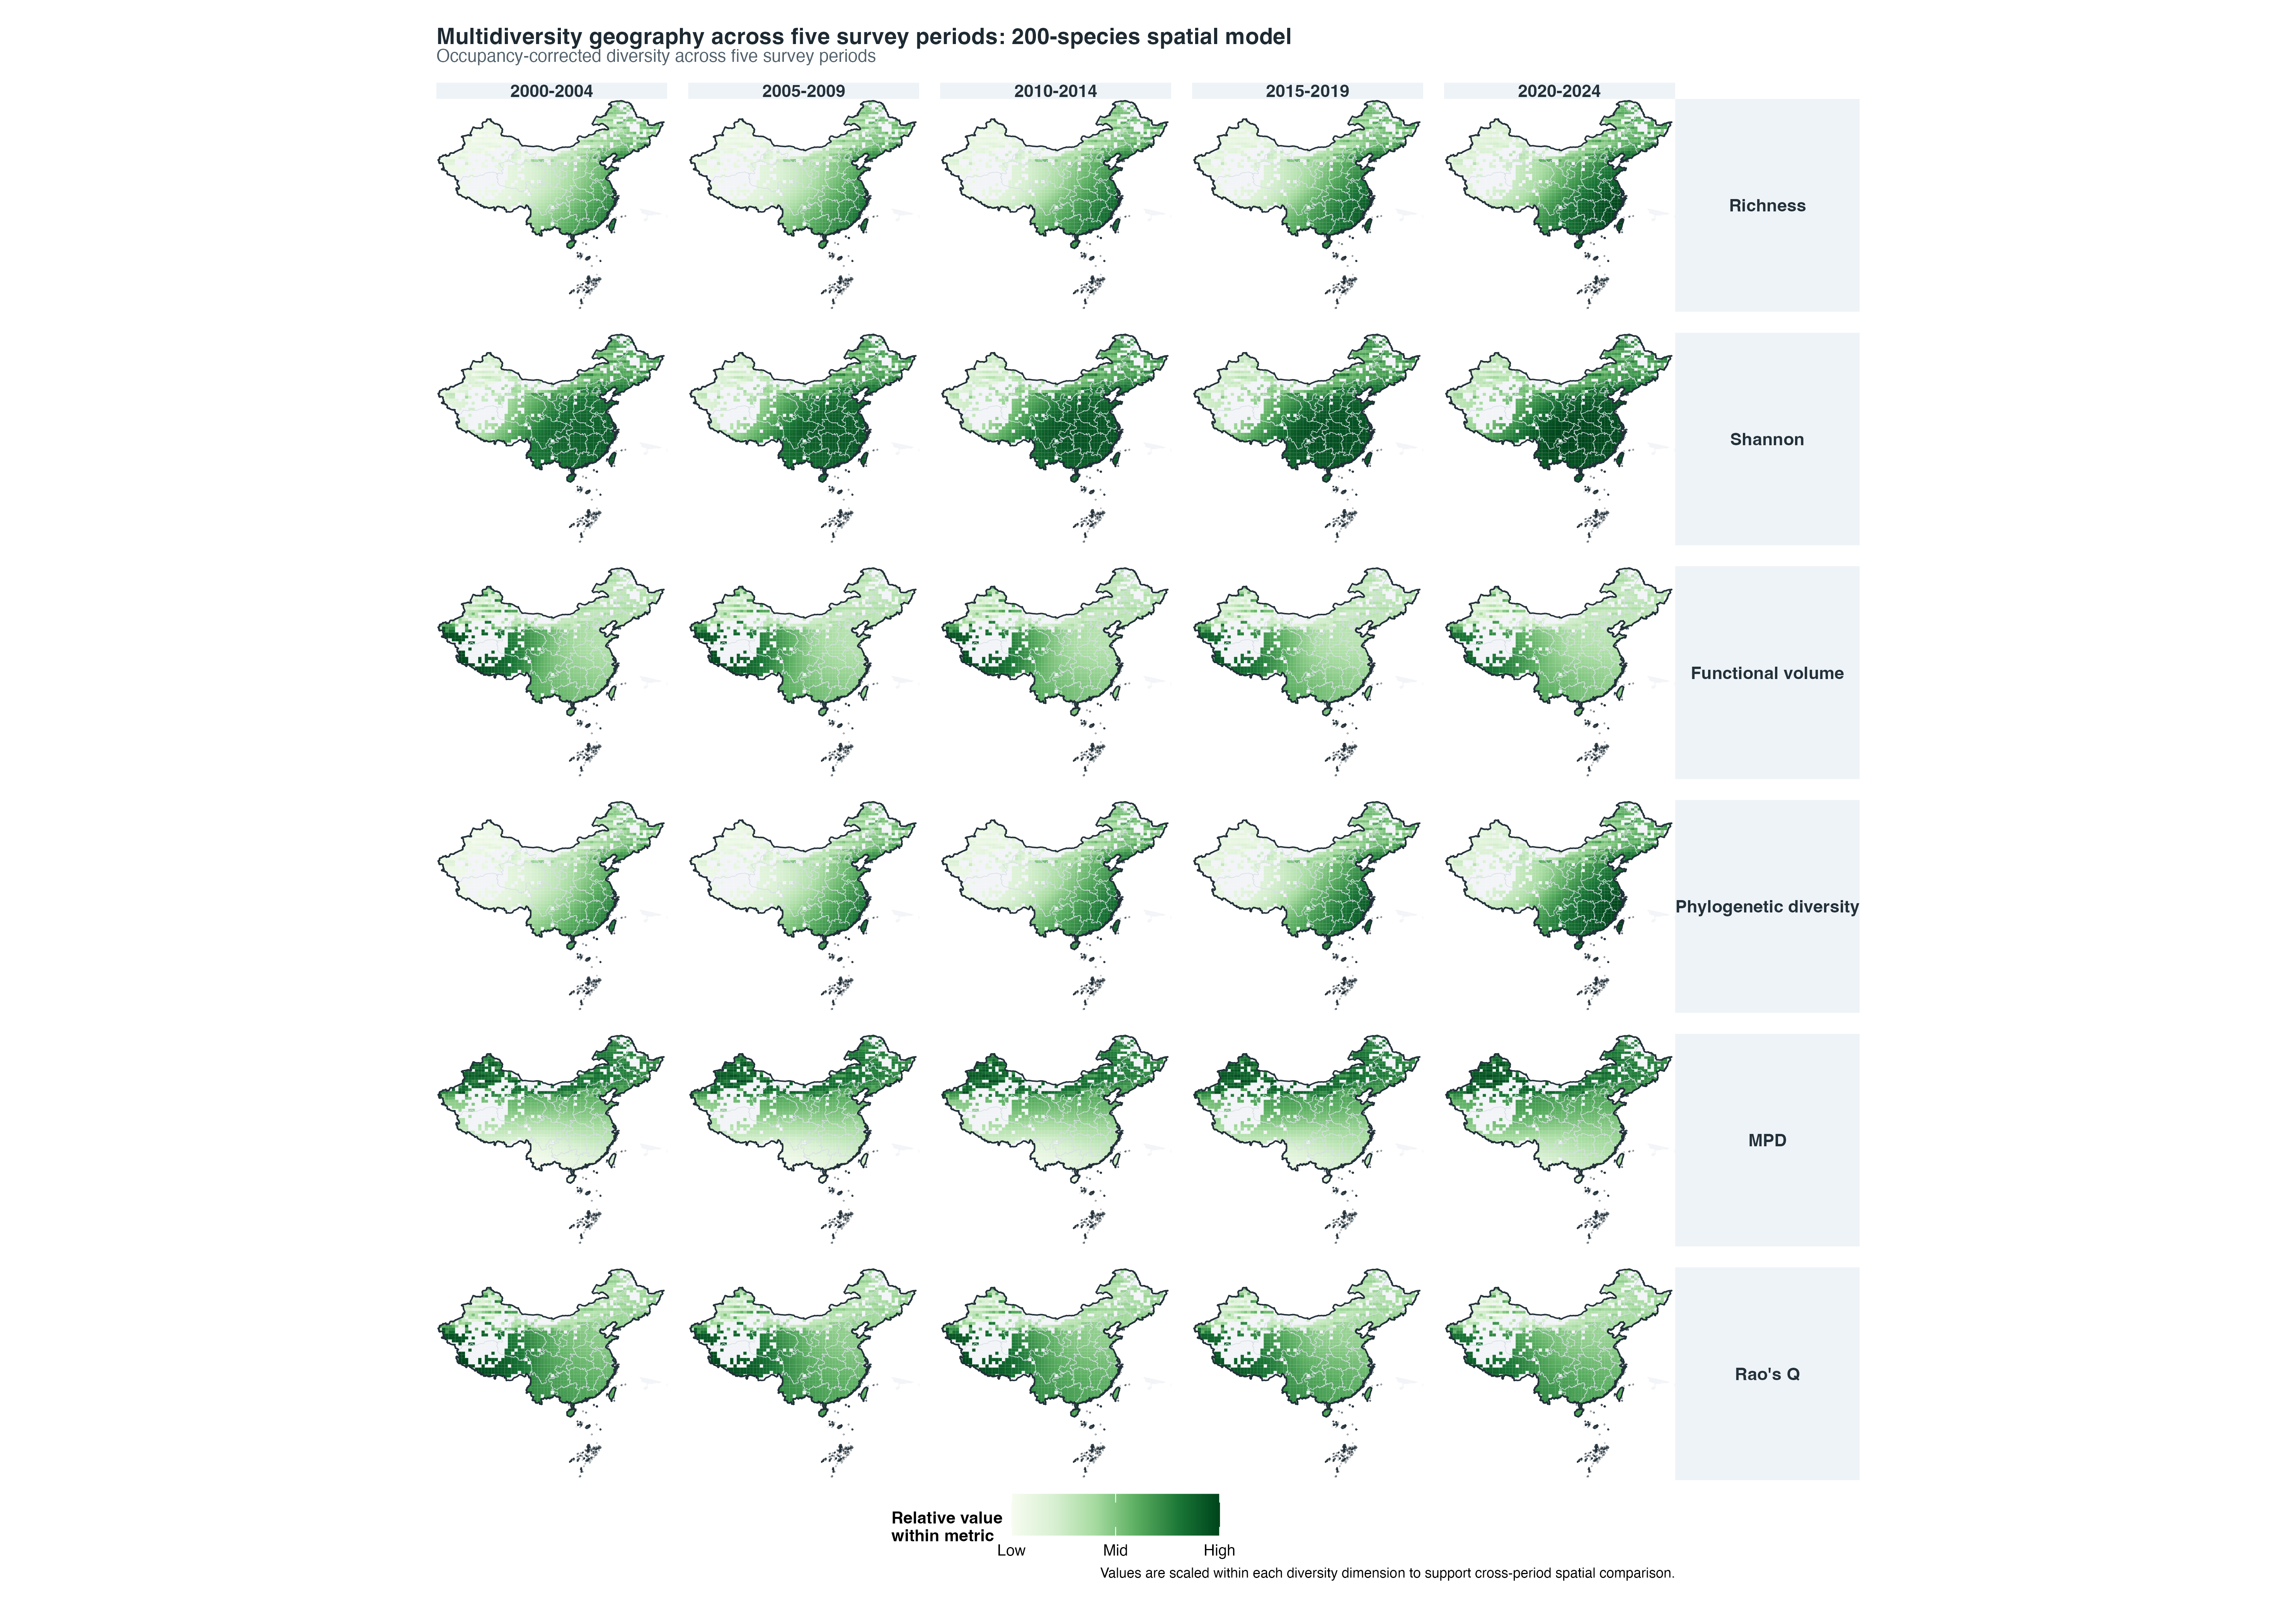 Multidiversity geography across five survey periods: 200-species spatial model
Occupancy-corrected diversity across five survey periods
2000-2004
2005-2009
2010-2014
2015-2019
2020-2024
Richness
Shannon
Functional volume
Phylogenetic diversity
MPD
Rao's Q
Relative value
within metric
Low
Mid
High
Values are scaled within each diversity dimension to support cross-period spatial comparison.